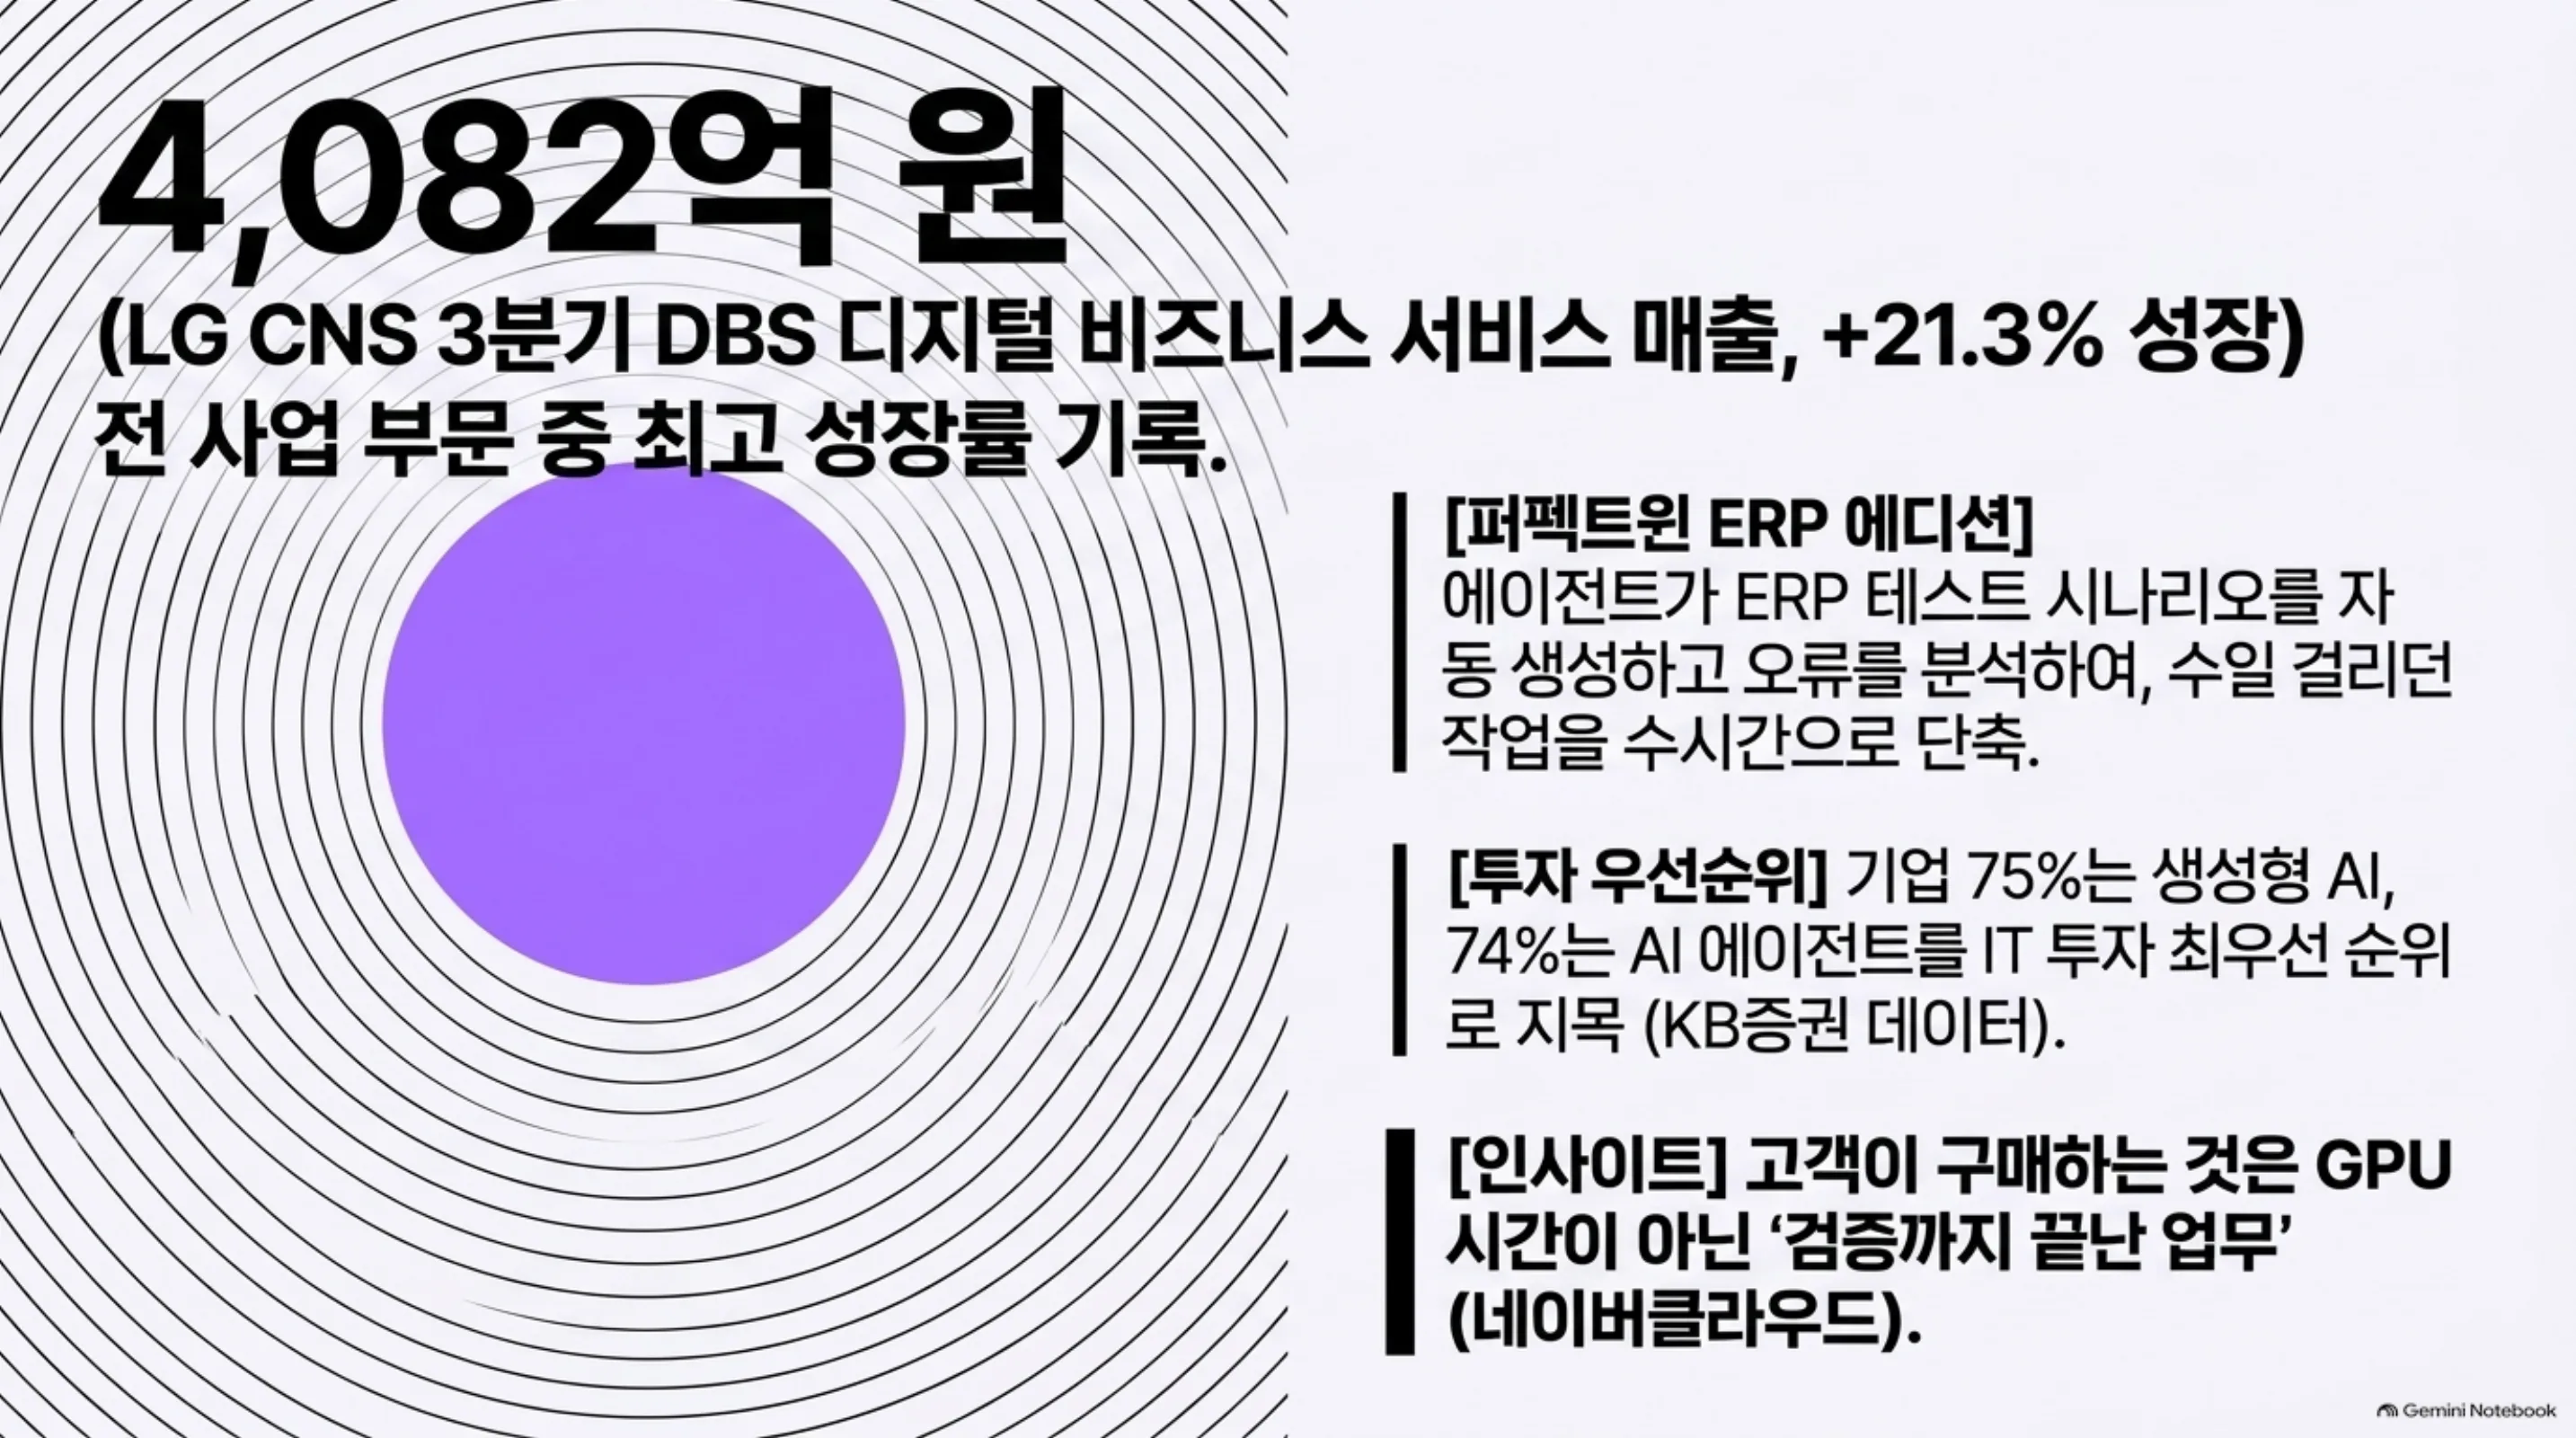 4,082억 원
(LG CNS 3분기 DBS 디지털 비즈니스 서비스 매출, +21.3% 성장)
전 사업 부문 중 최고 성장률 기록.
[퍼펙트윈 ERP 에디션]
에이전트가 ERP 테스트 시나리오를 자
동 생성하고 오류를 분석하여, 수일 걸리던
작업을 수시간으로 단축.
[투자 우선순위] 기업 75%는 생성형 AI,
74%는 AI 에이전트를 IT 투자 최우선 순위
로 지목 (KB증권 데이터).
[인사이트] 고객이 구매하는 것은 GPU
시간이 아닌 ‘검증까지 끝난 업무’
(네이버클라우드).
Gemini Notebook